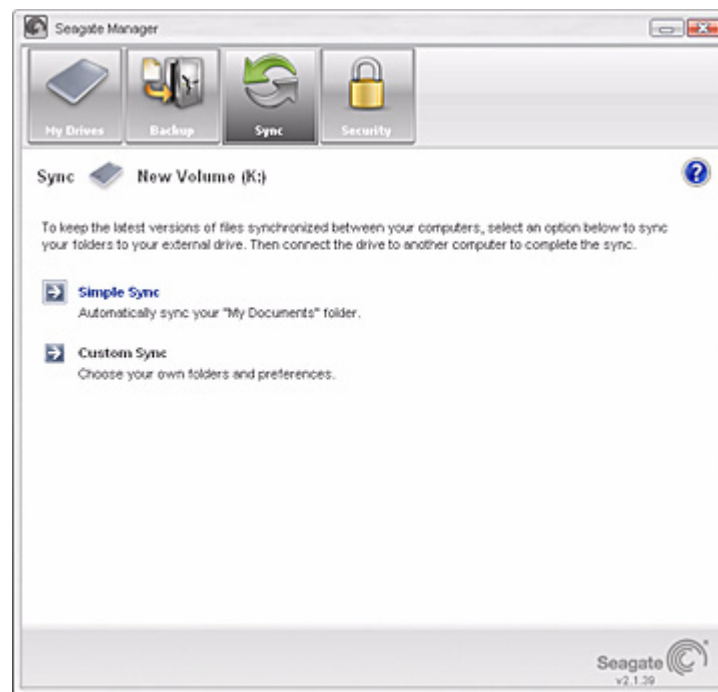 Seagate Manager
My Drives Backup Sync Security
Sync New Volume (K:)
To keep the latest versions of files synchronized between your computers, select an option below to sync
your folders to your external drive. Then connect the drive to another computer to complete the sync.
Simple Sync
Automatically sync your "My Documents" folder.
Custom Sync
Choose your own folders and preferences.
Seagate
v2.1.39